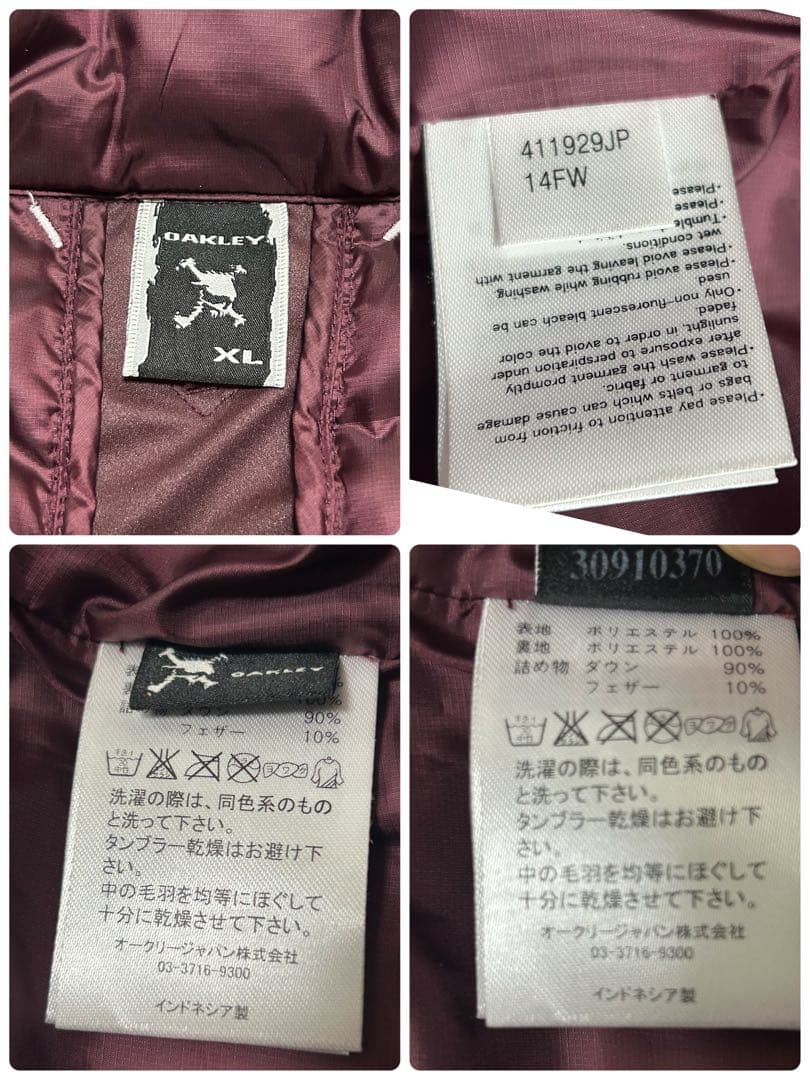 OAKLEY
XL
411929JP
14FW
・Please pay attention to friction from
bags or belts which can cause damage
to garment or fabric.
・Please wash the garment promptly
after exposure to perspiration under
sunlight, in order to avoid the color
faded.
・Only non-fluorescent bleach can be
used
・Please avoid rubbing while washing
・Please avoid leaving the garment with
wet conditions.
・Tumble
・Please
・Please
OAKLEY
100%
詰め物 ダウン 90%
フェザー 10%
洗濯の際は、同色系のもの
と洗って下さい。
タンブラー乾燥はお避け下
さい。
中の毛羽を均等にほぐして
十分に乾燥させて下さい。
オークリージャパン株式会社
03-3716-9300
インドネシア製
30910370
表地 ポリエステル 100%
裏地 ポリエステル 100%
詰め物 ダウン 90%
フェザー 10%
洗濯の際は、同色系のもの
と洗って下さい。
タンブラー乾燥はお避け下
さい。
中の毛羽を均等にほぐして
十分に乾燥させて下さい。
オークリージャパン株式会社
03-3716-9300
インドネシア製